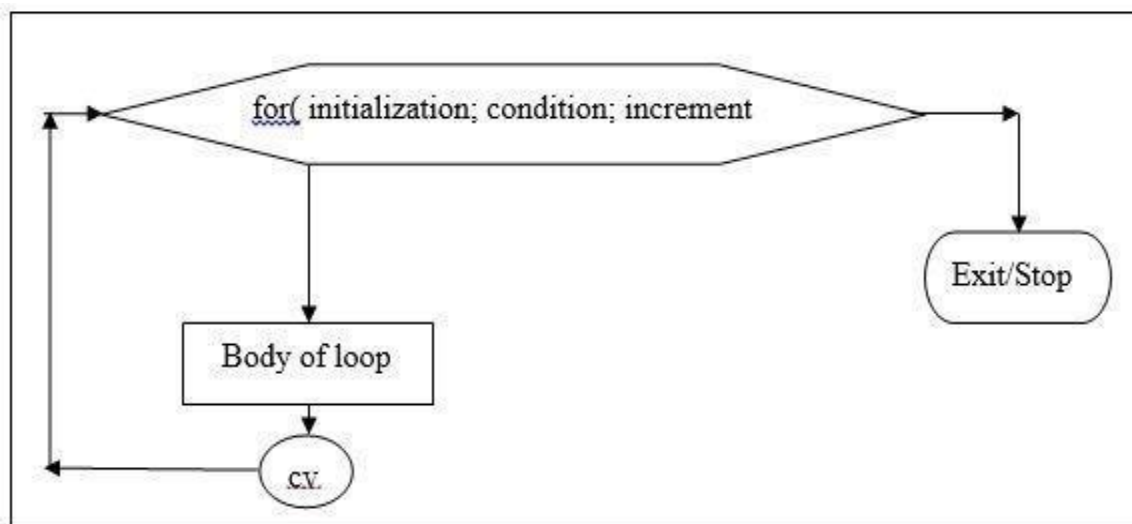 for( initialization; condition; increment
Exit/Stop
Body of loop
c.v.